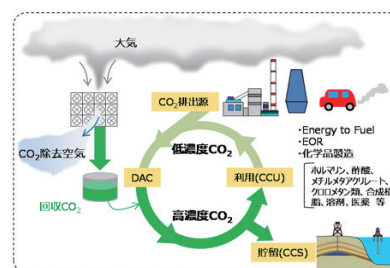 大気
CO₂排出源
CO₂除去空気
低濃度CO₂
DAC
利用(CCU)
回収CO₂
高濃度CO₂
貯留(CCS)
・Energy to Fuel
・EOR
・化学品製造
ホルマン、酢酸、
メチルメタアクルート、
クロロメタン類、合成樹
脂、溶剤、医薬 等